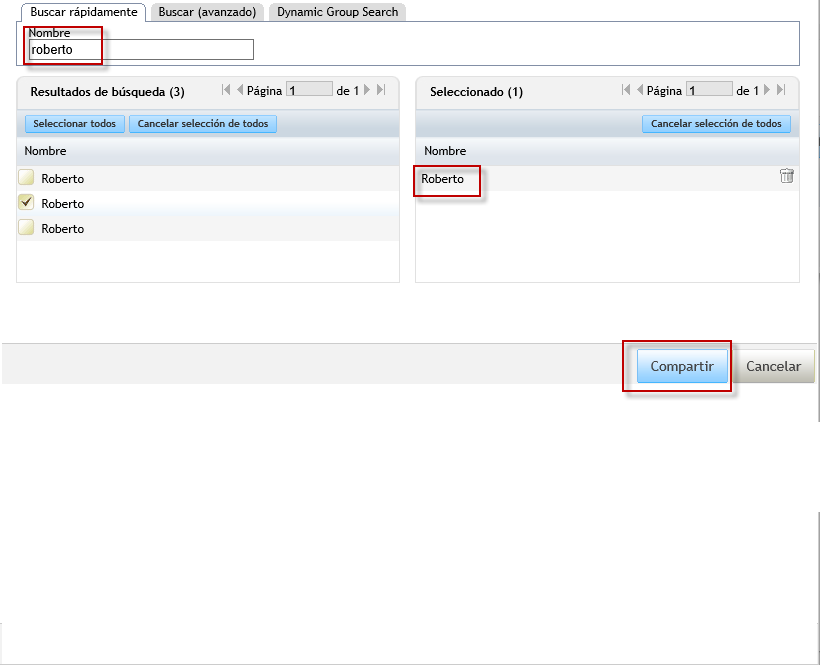 Buscar rápidamente Buscar (avanzado) Dynamic Group Search
Nombre
roberto
Resultados de búsqueda (3) Página 1 de 1 Seleccionado (1) Página 1 de 1
Seleccionar todos Cancelar selección de todos Cancelar selección de todos
Nombre Nombre
Roberto Roberto
Roberto
Roberto
Compartir Cancelar